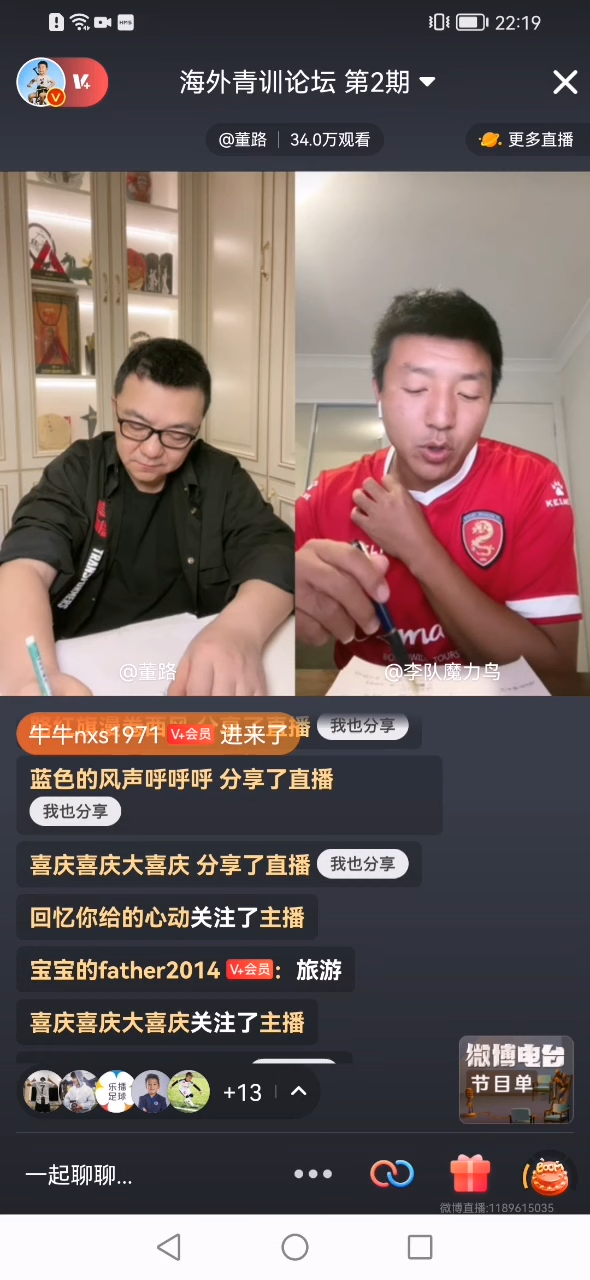 22:19
V4
海外青训论坛 第2期
@董路 34.0万观看
更多直播
KELME
TRANSFORMERS
@董路
@李队魔力鸟
牛牛nxs1971 V+会员 进来了
我也分享
蓝色的风声呼呼呼 分享了直播
我也分享
喜庆喜庆大喜庆 分享了直播 我也分享
回忆你给的心动关注了主播
宝宝的father2014 V+会员：旅游
喜庆喜庆大喜庆关注了主播
乐播
足球
+13
微博电台
节目单
一起聊聊...
微博直播:1189615035